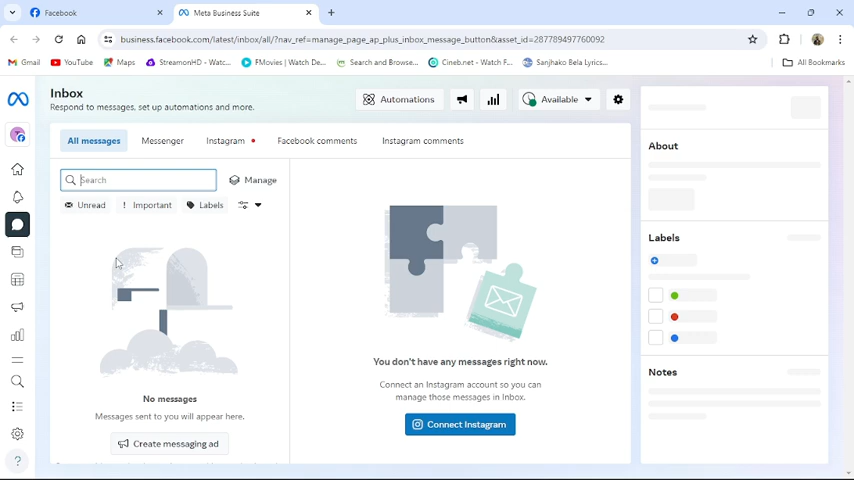 Facebook
Meta Business Suite
business.facebook.com/latest/inbox/all/?nav_ref=manage_page_ap_plus_inbox_message_button&asset_id=287789497760092
Gmail
YouTube
Maps
StreamonHD - Watc...
FMovies | Watch De...
Search and Browse...
Cineb.net - Watch F...
Sanjhako Bela Lyrics...
All Bookmarks
Inbox
Respond to messages, set up automations and more.
Automations
Available
All messages
Messenger
Instagram
Facebook comments
Instagram comments
Search
Manage
Unread
Important
Labels
No messages
Messages sent to you will appear here.
Create messaging ad
You don't have any messages right now.
Connect an Instagram account so you can
manage those messages in Inbox.
Connect Instagram
About
Labels
Notes